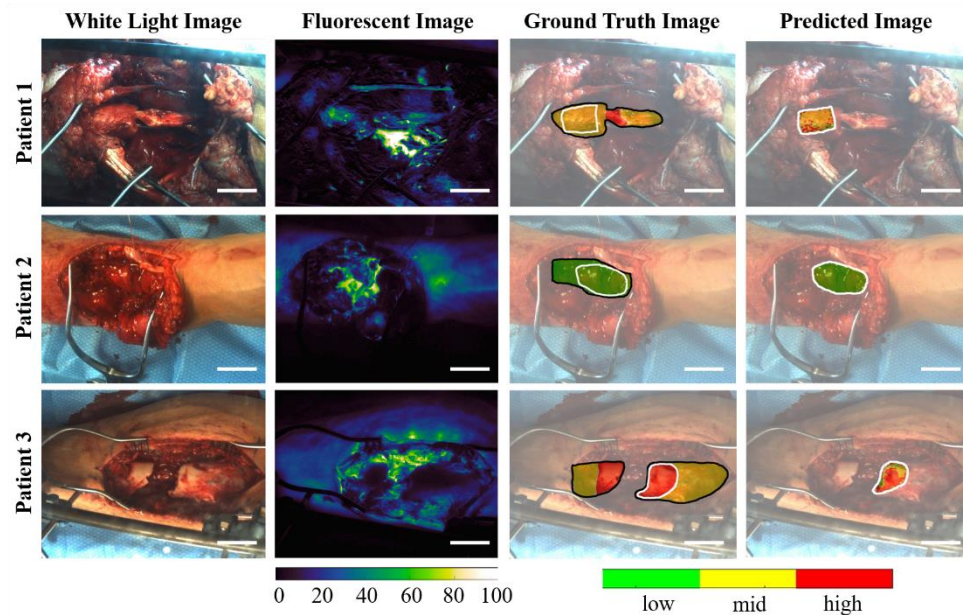 White Light Image Fluorescent Image Ground Truth Image Predicted Image
Patient 1
Patient 2
Patient 3
0 20 40 60 80 100
low mid high